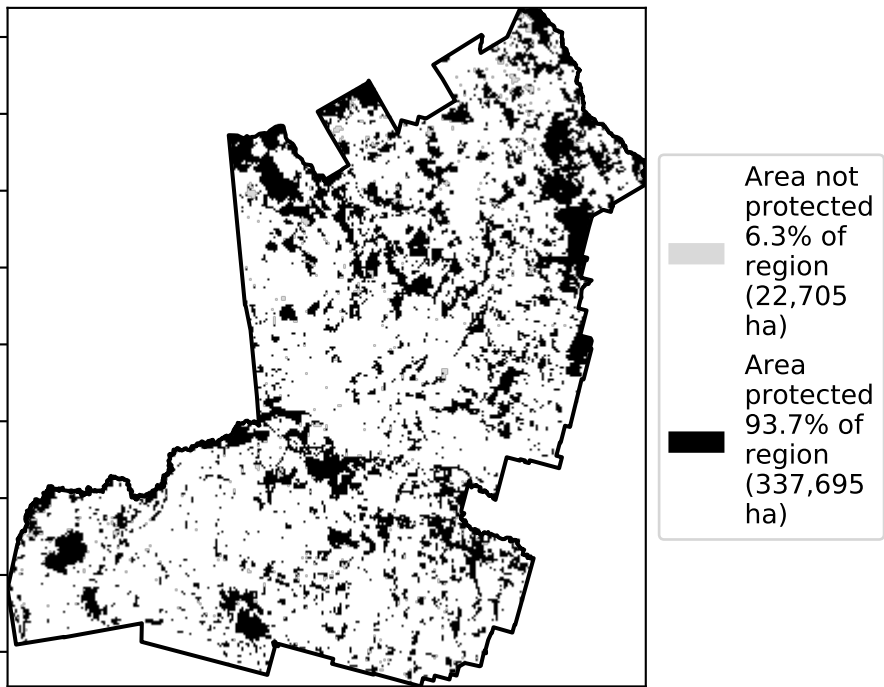 Area not
protected
6.3% of
region
(22,705
ha)
Area
protected
93.7% of
region
(337,695
ha)